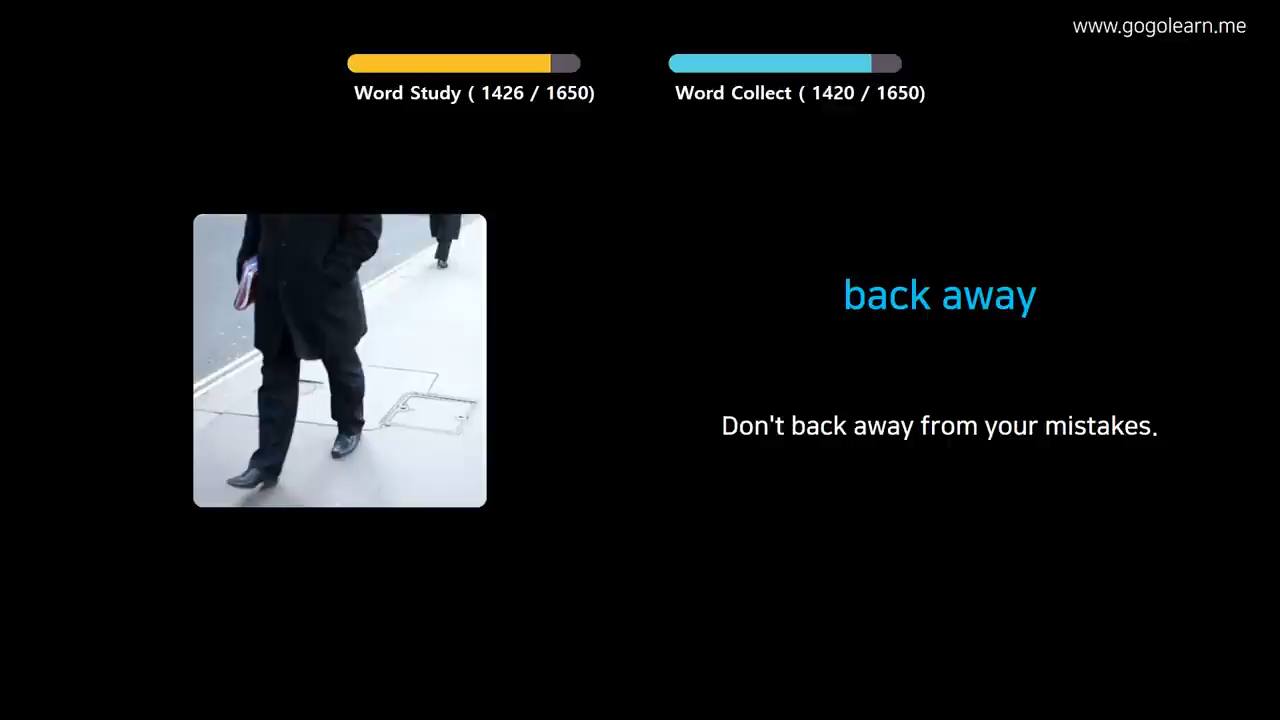 www.gogolearn.me
Word Study ( 1426 / 1650)
Word Collect ( 1420 / 1650)
back away
Don't back away from your mistakes.